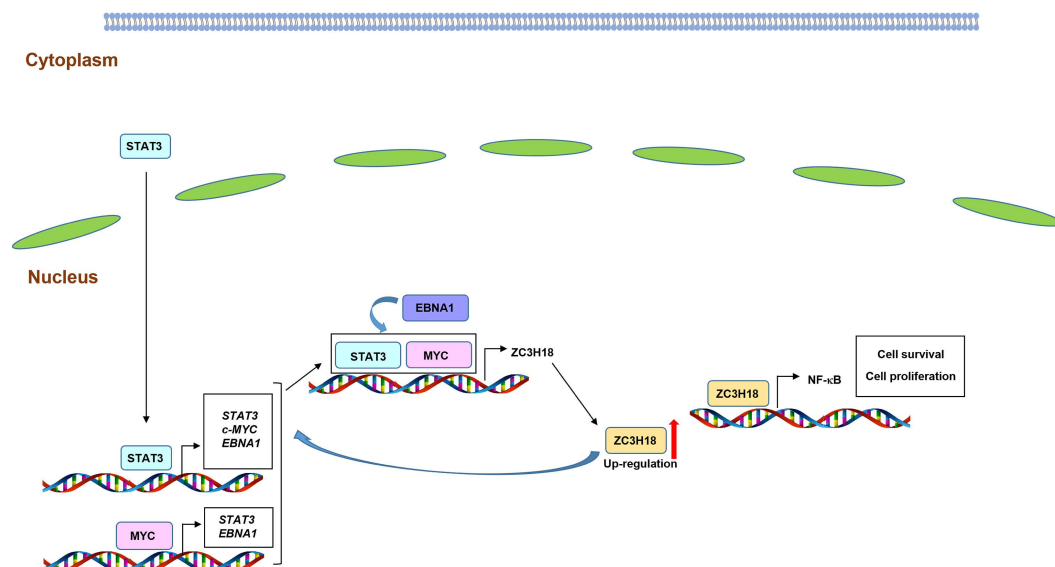 Cytoplasm
STAT3
Nucleus
EBNA1
STAT3
MYC
ZC3H18
STAT3
c-MYC
EBNA1
STAT3
MYC
STAT3
EBNA1
ZC3H18
Up-regulation
ZC3H18
NF-κB
Cell survival
Cell proliferation